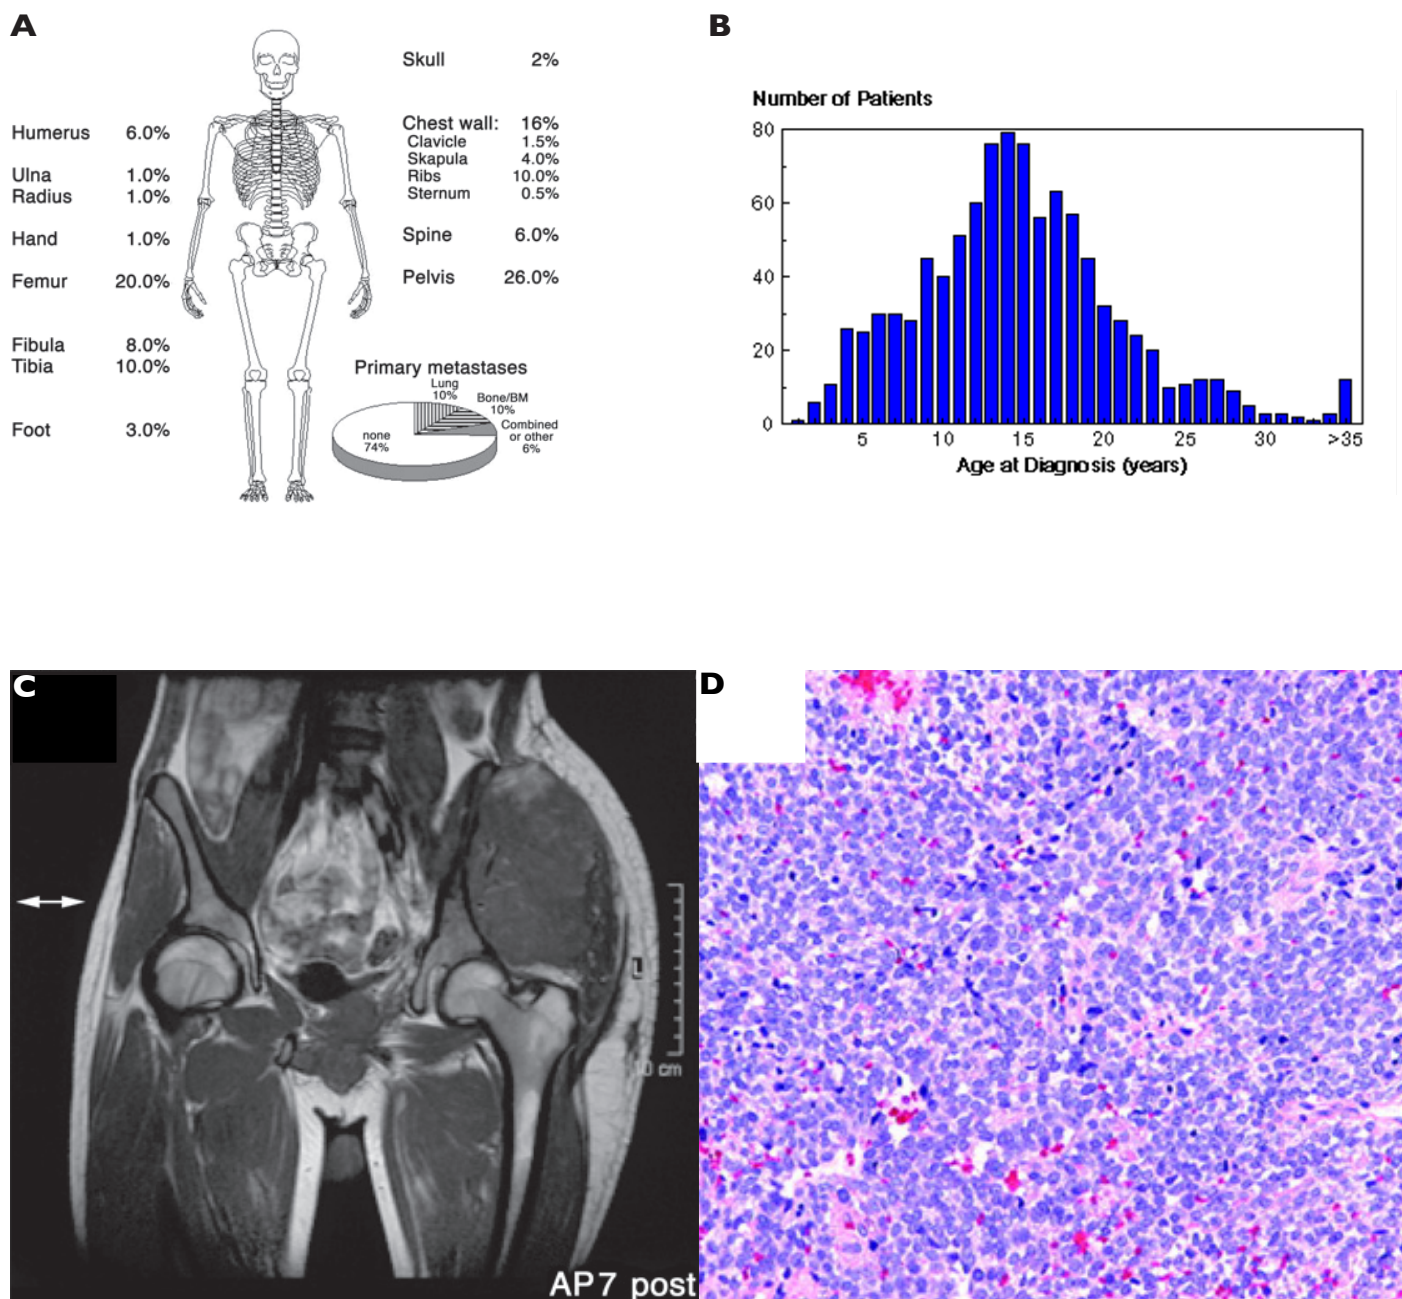 A
Skull 2%
Humerus 6.0%
Chest wall: 16%
Clavicle 1.5%
Skapula 4.0%
Ribs 10.0%
Sternum 0.5%
Ulna 1.0%
Radius 1.0%
Hand 1.0%
Spine 6.0%
Femur 20.0%
Pelvis 26.0%
Fibula 8.0%
Tibia 10.0%
Foot 3.0%
Primary metastases
Lung
10%
Bone/BM
10%
Combined
or other
6%
none
74%
B
Number of Patients
80
60
40
20
0
5 10 15 20 25 30 >35
Age at Diagnosis (years)
C
L
10 cm
AP7 post
D